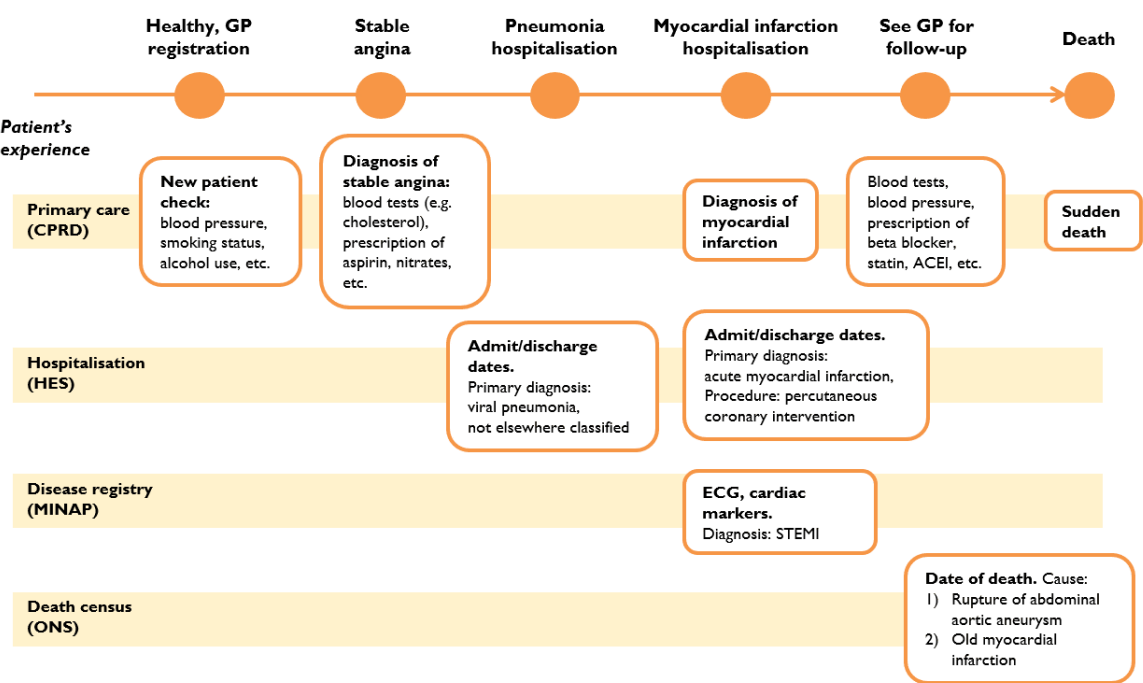 Healthy, GP
registration
Stable
angina
Pneumonia
hospitalisation
Myocardial infarction
hospitalisation
See GP for
follow-up
Death
Patient's
experience
Primary care
(CPRD)
New patient
check:
blood pressure,
smoking status,
alcohol use, etc.
Diagnosis of
stable angina:
blood tests (e.g.
cholesterol),
prescription of
aspirin, nitrates,
etc.
Diagnosis of
myocardial
infarction
Blood tests,
blood pressure,
prescription of
beta blocker,
statin, ACEI, etc.
Sudden
death
Hospitalisation
(HES)
Admit/discharge
dates.
Primary diagnosis:
viral pneumonia,
not elsewhere classified
Admit/discharge dates.
Primary diagnosis:
acute myocardial infarction,
Procedure: percutaneous
coronary intervention
Disease registry
(MINAP)
ECG, cardiac
markers.
Diagnosis: STEMI
Death census
(ONS)
Date of death. Cause:
1) Rupture of abdominal
aortic aneurysm
2) Old myocardial
infarction